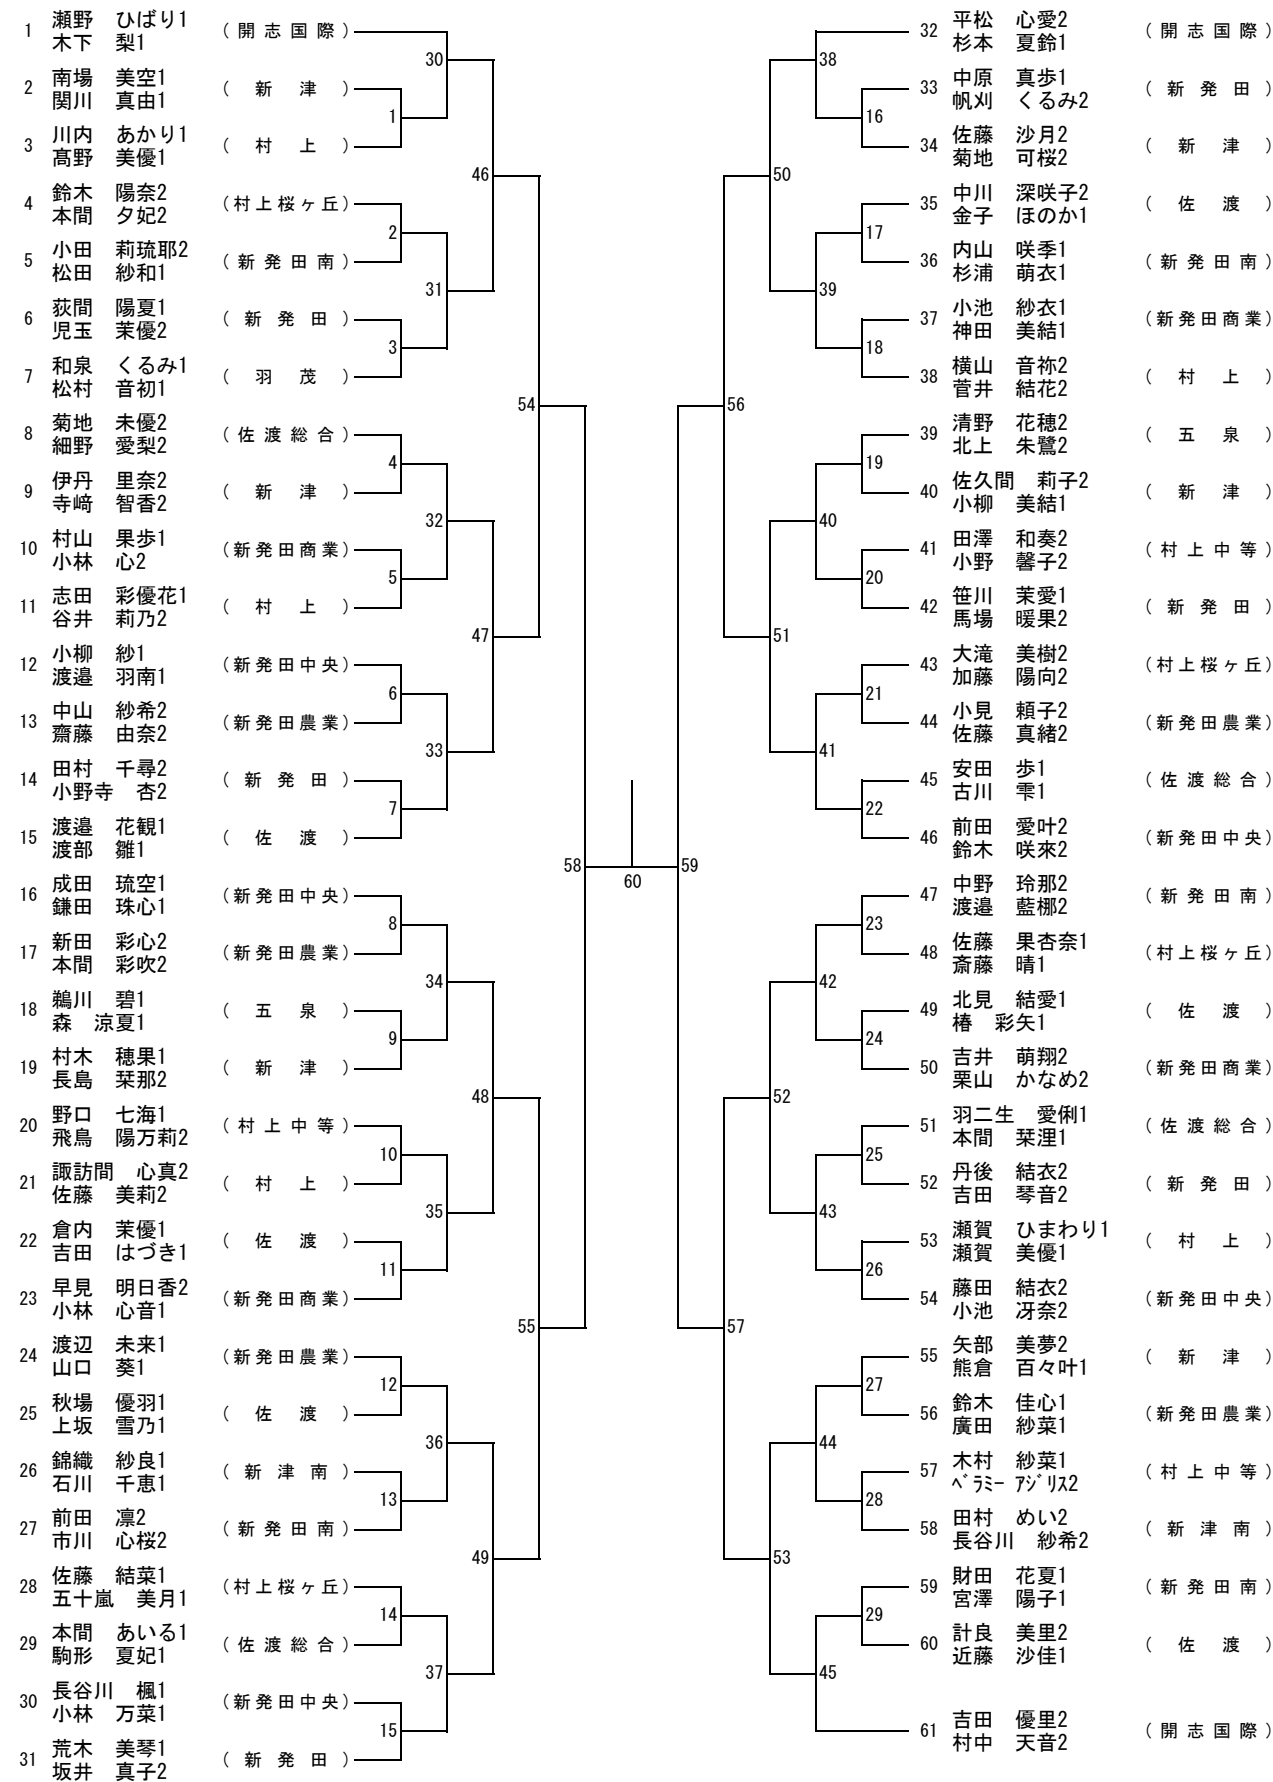 1 瀬野 ひばり1 (開志国際)
木下 梨1
2 南場 美空1 (新津)
関川 真由1
3 川内 あかり1 (村上)
髙野 美優1
4 鈴木 陽奈2 (村上桜ヶ丘)
本間 夕妃2
5 小田 莉琉耶2 (新発田南)
松田 紗和1
6 荻間 陽夏1 (新発田)
児玉 茉優2
7 和泉 くるみ1 (羽茂)
松村 音初1
8 菊地 未優2 (佐渡総合)
細野 愛梨2
9 伊丹 里奈2 (新津)
寺﨑 智香2
10 村山 果歩1 (新発田商業)
小林 心2
11 志田 彩優花1 (村上)
谷井 莉乃2
12 小柳 紗1 (新発田中央)
渡邉 羽南1
13 中山 紗希2 (新発田農業)
齋藤 由奈2
14 田村 千尋2 (新発田)
小野寺 杏2
15 渡邉 花観1 (佐渡)
渡部 雛1
16 成田 琉空1 (新発田中央)
鎌田 珠心1
17 新田 彩心2 (新発田農業)
本間 彩吹2
18 鵜川 碧1 (五泉)
森 涼夏1
19 村木 穂果1 (新津)
長島 栞那2
20 野口 七海1 (村上中等)
飛鳥 陽万莉2
21 諏訪間 心真2 (村上)
佐藤 美莉2
22 倉内 茉優1 (佐渡)
吉田 はづき1
23 早見 明日香2 (新発田商業)
小林 心音1
24 渡辺 未来1 (新発田農業)
山口 葵1
25 秋場 優羽1 (佐渡)
上坂 雪乃1
26 錦織 紗良1 (新津南)
石川 千恵1
27 前田 凛2 (新発田南)
市川 心桜2
28 佐藤 結菜1 (村上桜ヶ丘)
五十嵐 美月1
29 本間 あいる1 (佐渡総合)
駒形 夏妃1
30 長谷川 楓1 (新発田中央)
小林 万菜1
31 荒木 美琴1 (新発田)
坂井 真子2
1
2
3
4
5
6
7
8
9
10
11
12
13
14
15
30
31
32
33
34
35
36
37
46
47
48
49
54
55
58
60
59
56
57
50
51
52
53
38
39
40
41
42
43
44
45
16
17
18
19
20
21
22
23
24
25
26
27
28
29
32 平松 心愛2 (開志国際)
杉本 夏鈴1
33 中原 真歩1 (新発田)
帆刈 くるみ2
34 佐藤 沙月2 (新津)
菊地 可桜2
35 中川 深咲子2 (佐渡)
金子 ほのか1
36 内山 咲季1 (新発田南)
杉浦 萌衣1
37 小池 紗衣1 (新発田商業)
神田 美結1
38 横山 音祢2 (村上)
菅井 結花2
39 清野 花穂2 (五泉)
北上 朱鷺2
40 佐久間 莉子2 (新津)
小柳 美結1
41 田澤 和奏2 (村上中等)
小野 馨子2
42 笹川 茉愛1 (新発田)
馬場 暖果2
43 大滝 美樹2 (村上桜ヶ丘)
加藤 陽向2
44 小見 頼子2 (新発田農業)
佐藤 真緒2
45 安田 歩1 (佐渡総合)
古川 雫1
46 前田 愛叶2 (新発田中央)
鈴木 咲來2
47 中野 玲那2 (新発田南)
渡邉 藍梛2
48 佐藤 果杏奈1 (村上桜ヶ丘)
斎藤 晴1
49 北見 結愛1 (佐渡)
椿 彩矢1
50 吉井 萌翔2 (新発田商業)
栗山 かなめ2
51 羽二生 愛俐1 (佐渡総合)
本間 栞浬1
52 丹後 結衣2 (新発田)
吉田 琴音2
53 瀬賀 ひまわり1 (村上)
瀬賀 美優1
54 藤田 結衣2 (新発田中央)
小池 冴奈2
55 矢部 美夢2 (新津)
熊倉 百々叶1
56 鈴木 佳心1 (新発田農業)
廣田 紗菜1
57 木村 紗菜1 (村上中等)
ﾍﾞﾗﾐｰ ｱｼﾞﾘｽ2
58 田村 めい2 (新津南)
長谷川 紗希2
59 財田 花夏1 (新発田南)
宮澤 陽子1
60 計良 美里2 (佐渡)
近藤 沙佳1
61 吉田 優里2 (開志国際)
村中 天音2